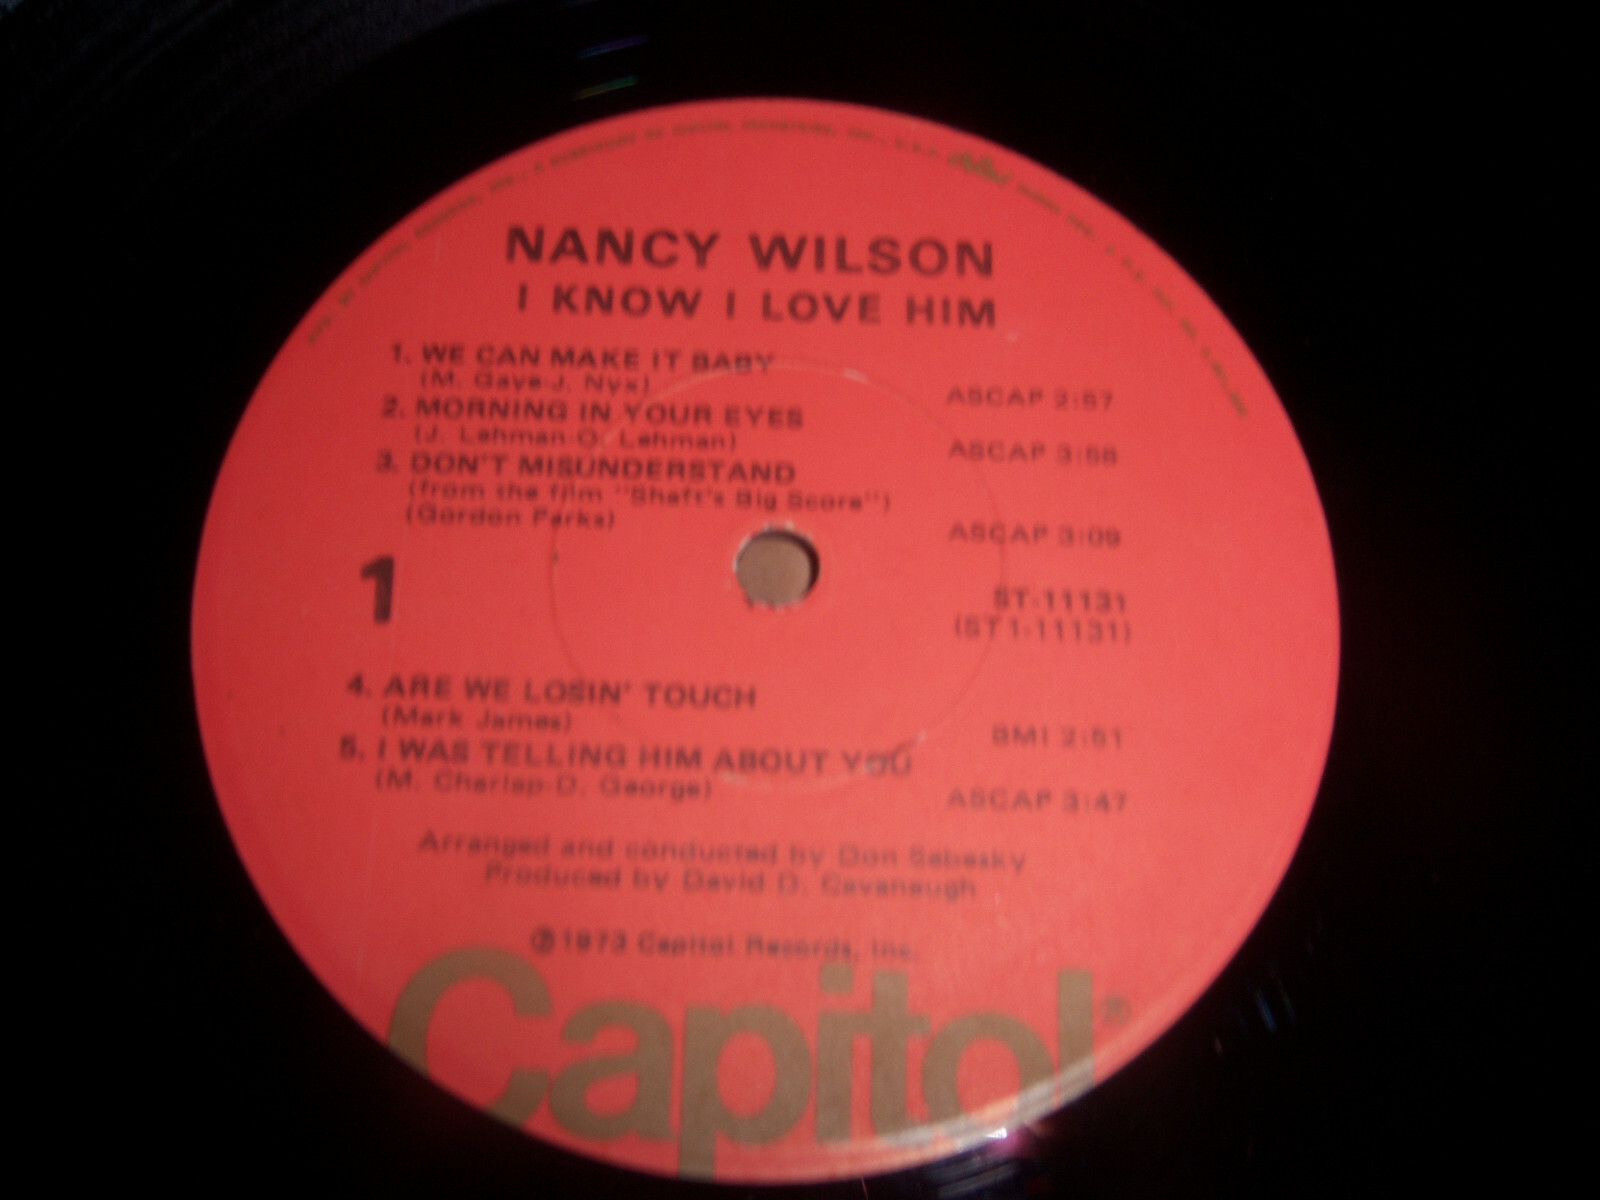 NANCY WILSON
I KNOW I LOVE HIM
1. WE CAN MAKE IT BABY
(M. Gaye-J. Nyx) ASCAP 2:57
2. MORNING IN YOUR EYES
(J. Lehman-O. Lehman) ASCAP 3:58
3. DON'T MISUNDERSTAND
(from the film "Shaft's Big Score")
(Gordon Parks) ASCAP 3:09
1
ST-11131
(ST1-11131)
4. ARE WE LOSIN' TOUCH
(Mark James) BMI 2:51
5. I WAS TELLING HIM ABOUT YOU
(M. Charlap-D. George) ASCAP 3:47
Arranged and conducted by Don Sebesky
Produced by David D. Cavanaugh
℗1973 Capitol Records, Inc.
Capitol®